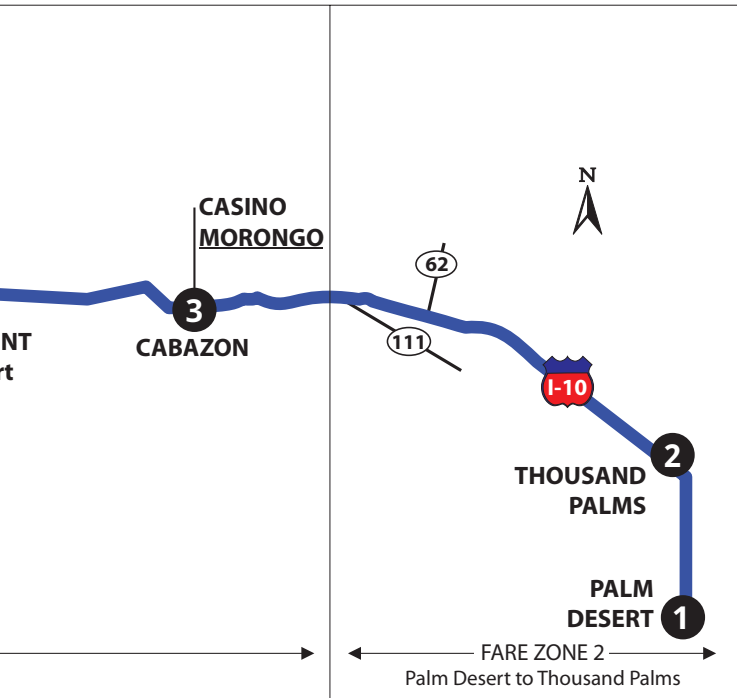 N
CASINO
MORONGO
62
3
NT
CABAZON
111
rt
I-10
2
THOUSAND
PALMS
PALM
DESERT
1
FARE ZONE 2
Palm Desert to Thousand Palms